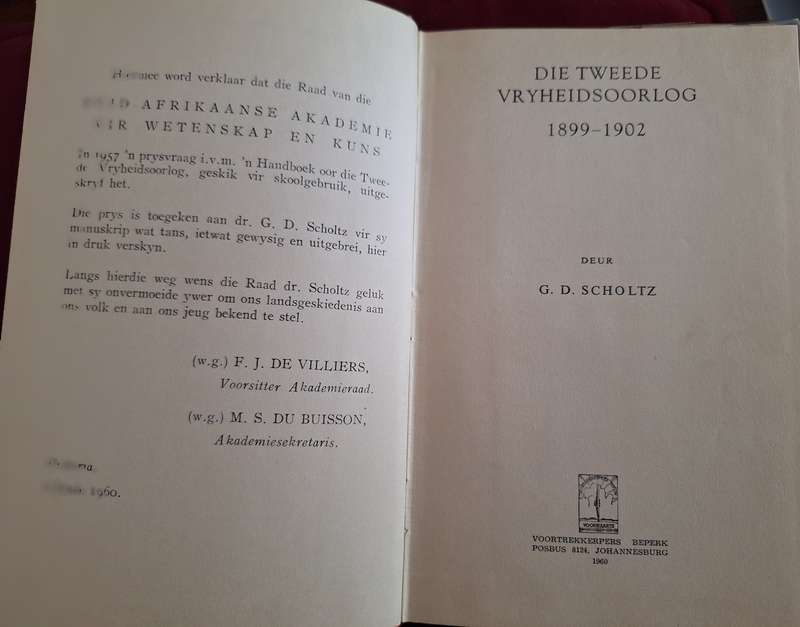 word verklaar dat die Raad van die
AFRIKAANSE AKADEMIE
WETENSKAP EN KUNS
in 1957 'n prysvraag i.v.m. 'n Handboek oor die Twee-
de Vryheidsoorlog, geskik vir skoolgebruik, uitge-
skryf het.
Die prys is toegeken aan dr. G. D. Scholtz vir sy
manuskrip wat tans, ietwat gewysig en uitgebrei, hier
in druk verskyn.
Langs hierdie weg wens die Raad dr. Scholtz geluk
met sy onvermoeide ywer om ons landsgeskiedenis aan
ons volk en aan ons jeug bekend te stel.
(w.g.) F. J. DE VILLIERS,
Voorsitter Akademieraad.
(w.g.) M. S. DU BUISSON,
Akademiesekretaris.
1960.
DIE TWEEDE
VRYHEIDSOORLOG
1899–1902
DEUR
G. D. SCHOLTZ
VOORTREKKERPERS BEPERK
POSBUS 8124, JOHANNESBURG
1960